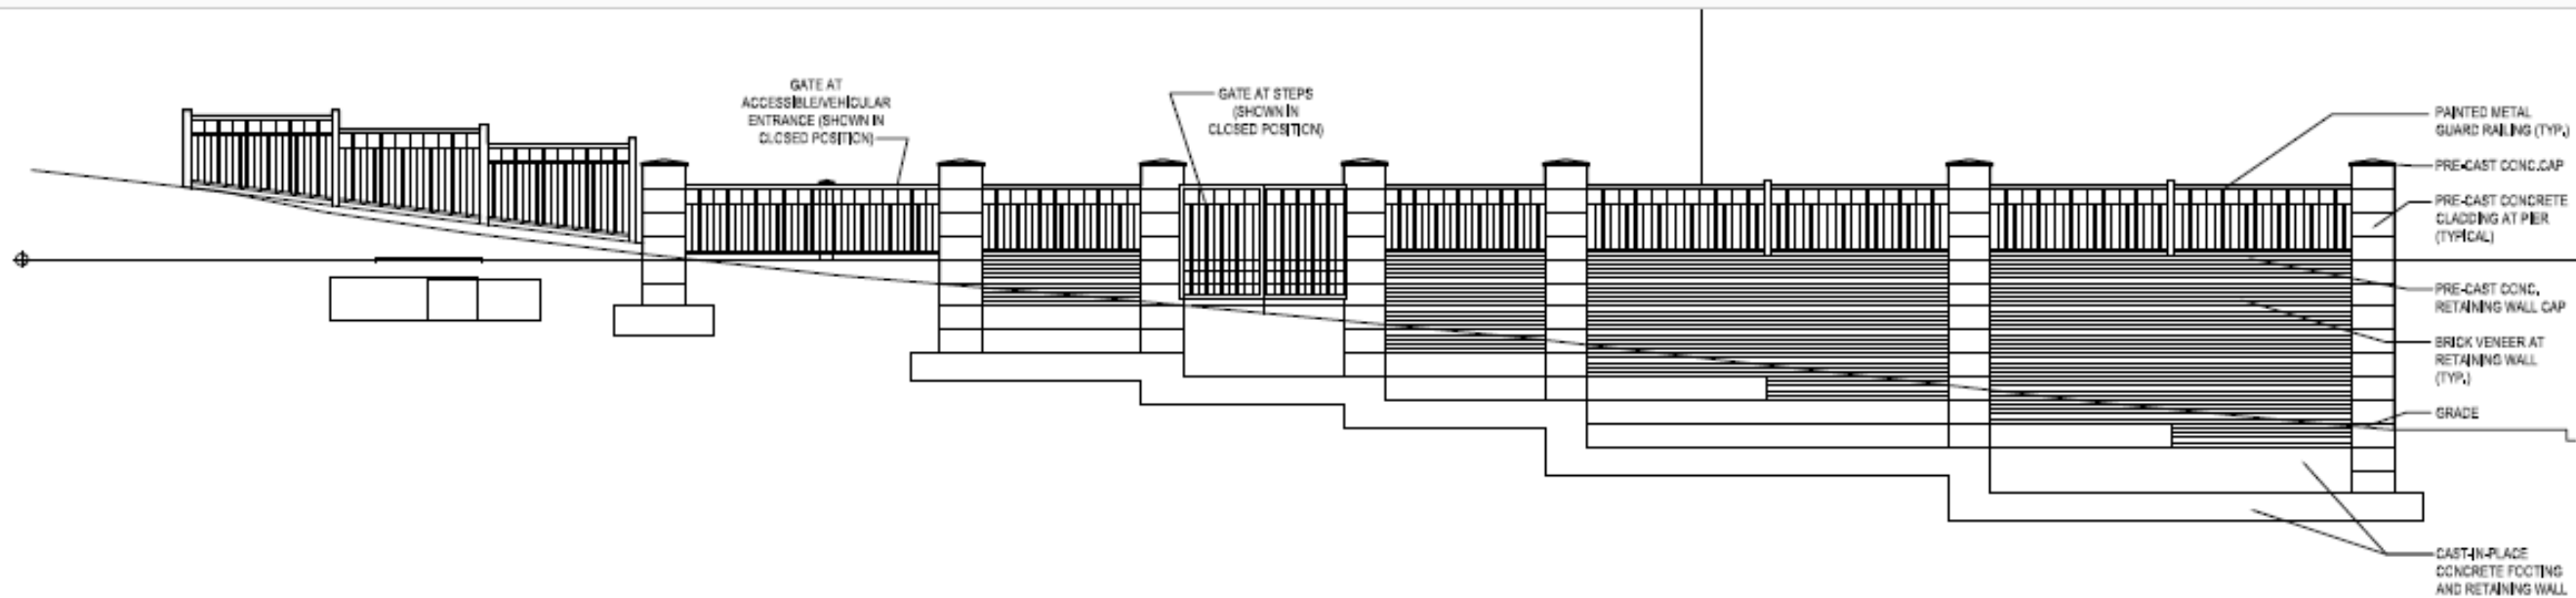 GATE AT
ACCESSIBLE/VEHICULAR
ENTRANCE (SHOWN IN
CLOSED POSITION)
GATE AT STEPS
(SHOWN IN
CLOSED POSITION)
PAINTED METAL
GUARD RAILING (TYP.)
PRE-CAST CONC.CAP
PRE-CAST CONCRETE
CLADDING AT PIER
(TYPICAL)
PRE-CAST CONC.
RETAINING WALL CAP
BRICK VENEER AT
RETAINING WALL
(TYP.)
GRADE
CAST-IN-PLACE
CONCRETE FOOTING
AND RETAINING WALL